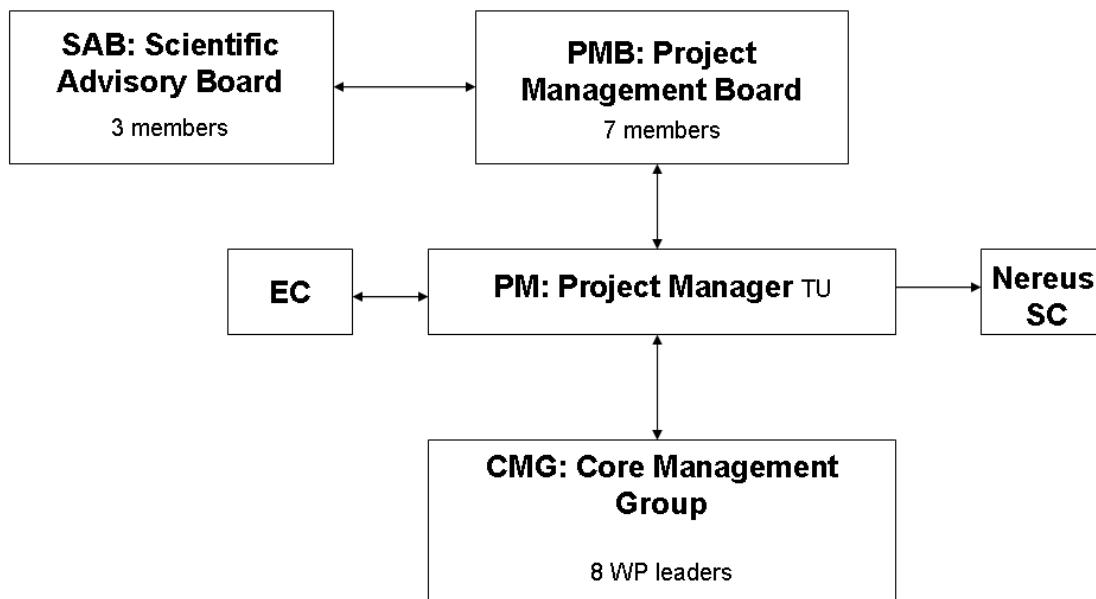 SAB: Scientific
Advisory Board
3 members
PMB: Project
Management Board
7 members
EC
PM: Project Manager TU
Nereus
SC
CMG: Core Management
Group
8 WP leaders